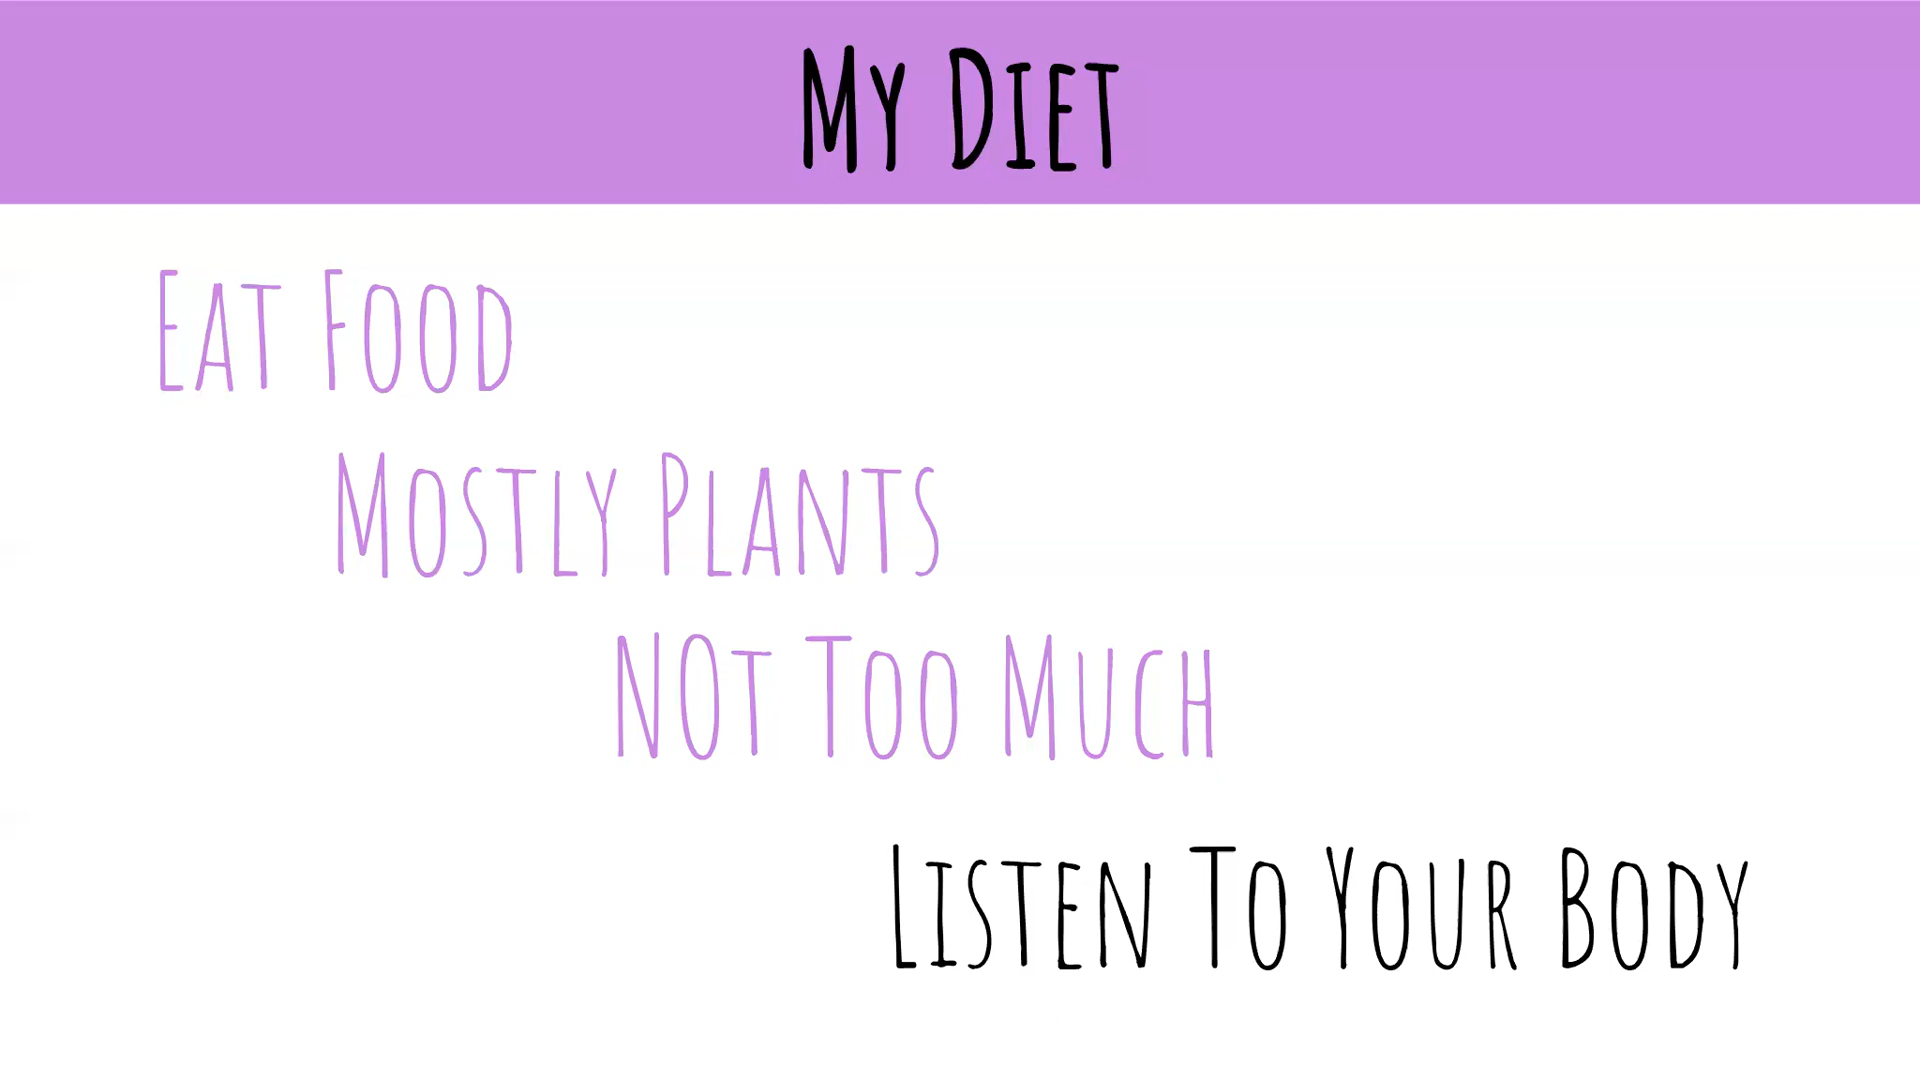 My Diet
Eat Food
Mostly Plants
NOt Too Much
Listen To Your Body